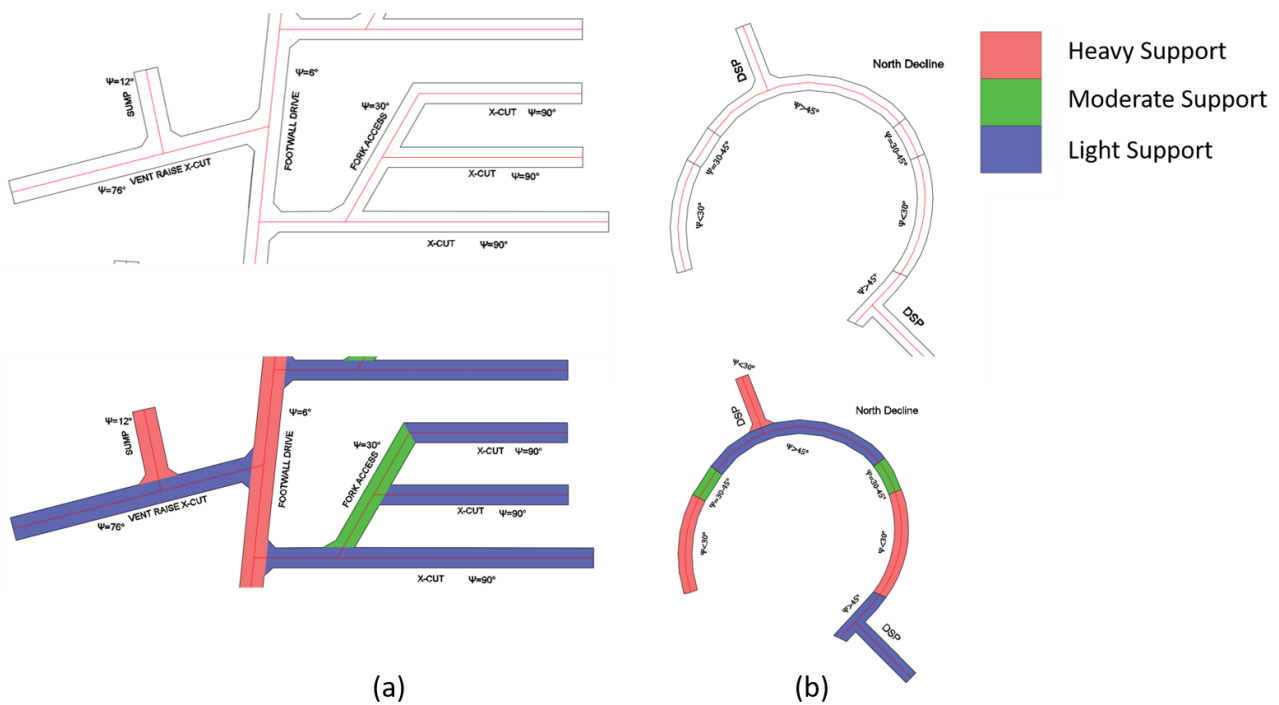 Ψ=12°
SUMP
VENT RAISE X-CUT
Ψ=76°
Ψ=6°
FOOTWALL DRIVE
Ψ=30°
FORK ACCESS
X-CUT Ψ=90°
X-CUT Ψ=90°
X-CUT Ψ=90°
DSP
North Decline
Ψ>45°
Ψ=30-45°
Ψ=30-45°
Ψ<30°
Ψ<30°
Ψ>45°
DSP
Heavy Support
Moderate Support
Light Support
Ψ=12°
SUMP
VENT RAISE X-CUT
Ψ=76°
Ψ=6°
FOOTWALL DRIVE
Ψ=30°
FORK ACCESS
X-CUT Ψ=90°
X-CUT Ψ=90°
X-CUT Ψ=90°
Ψ<30°
DSP
North Decline
Ψ>45°
Ψ=30-45°
Ψ=30-45°
Ψ<30°
Ψ<30°
Ψ>45°
DSP
(a)
(b)